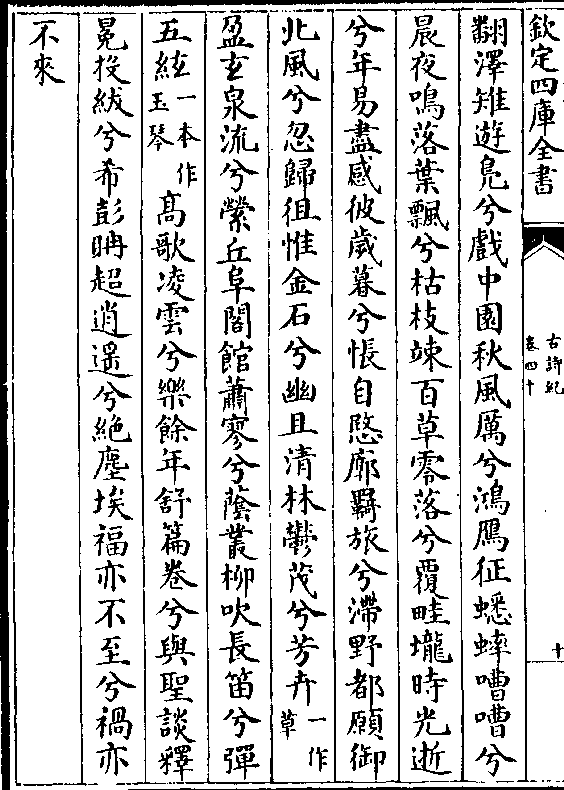 欽定四庫全書
古詩紀
卷四十
十
翻澤雉遊鳬兮戲中園秋風厲兮鴻鴈征蟋蟀嘈嘈兮
晨夜鳴落葉飄兮枯枝竦百草零落兮覆畦壠時光逝
兮年易盡感彼歲暮兮悵自愍廓羇旅兮滯野都願御
北風兮忽歸徂惟金石兮幽且清林鬱茂兮芳卉一作草
盈玄泉流兮縈丘阜閣館蕭寥兮蔭叢柳吹長笛兮彈
五絃一本作玉琴高歌凌雲兮樂餘年舒篇卷兮與聖談釋
冕投紱兮希彭聃超逍遥兮絶塵埃福亦不至兮禍亦
不來